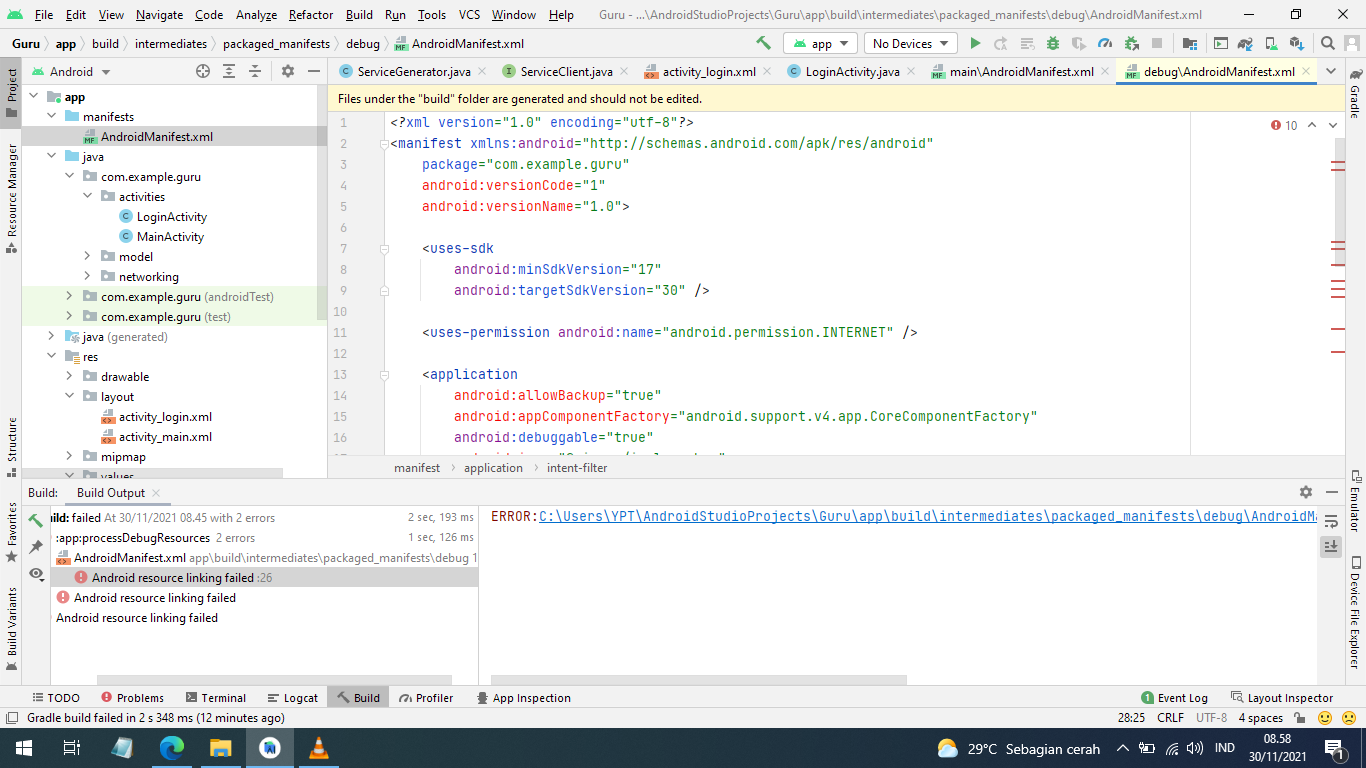 File Edit View Navigate Code Analyze Refactor Build Run Tools VCS Window Help Guru - ...\AndroidStudioProjects\Guru\app\build\intermediates\packaged_manifests\debug\AndroidManifest.xml
Guru app build intermediates packaged_manifests debug AndroidManifest.xml app No Devices
Android
ServiceGenerator.java ServiceClient.java activity_login.xml LoginActivity.java main\AndroidManifest.xml debug\AndroidManifest.xml
Project
Resource Manager
Structure
Favorites
Build Variants
app
manifests
AndroidManifest.xml
java
com.example.guru
activities
LoginActivity
MainActivity
model
networking
com.example.guru (androidTest)
com.example.guru (test)
java (generated)
res
drawable
layout
activity_login.xml
activity_main.xml
mipmap
values
Files under the "build" folder are generated and should not be edited.
10
1 <?xml version="1.0" encoding="utf-8"?>
2 <manifest xmlns:android="http://schemas.android.com/apk/res/android"
3 package="com.example.guru"
4 android:versionCode="1"
5 android:versionName="1.0">
6
7 <uses-sdk
8 android:minSdkVersion="17"
9 android:targetSdkVersion="30" />
10
11 <uses-permission android:name="android.permission.INTERNET" />
12
13 <application
14 android:allowBackup="true"
15 android:appComponentFactory="android.support.v4.app.CoreComponentFactory"
16 android:debuggable="true"
manifest application intent-filter
Gradle
Emulator
Device File Explorer
Build: Build Output
uild: failed At 30/11/2021 08.45 with 2 errors 2 sec, 193 ms
:app:processDebugResources 2 errors 1 sec, 126 ms
AndroidManifest.xml app\build\intermediates\packaged_manifests\debug 1
Android resource linking failed :26
Android resource linking failed
Android resource linking failed
ERROR:C:\Users\YPT\AndroidStudioProjects\Guru\app\build\intermediates\packaged_manifests\debug\AndroidM
TODO Problems Terminal Logcat Build Profiler App Inspection 1 Event Log Layout Inspector
Gradle build failed in 2 s 348 ms (12 minutes ago) 28:25 CRLF UTF-8 4 spaces
29°C Sebagian cerah IND 08.58
30/11/2021 1